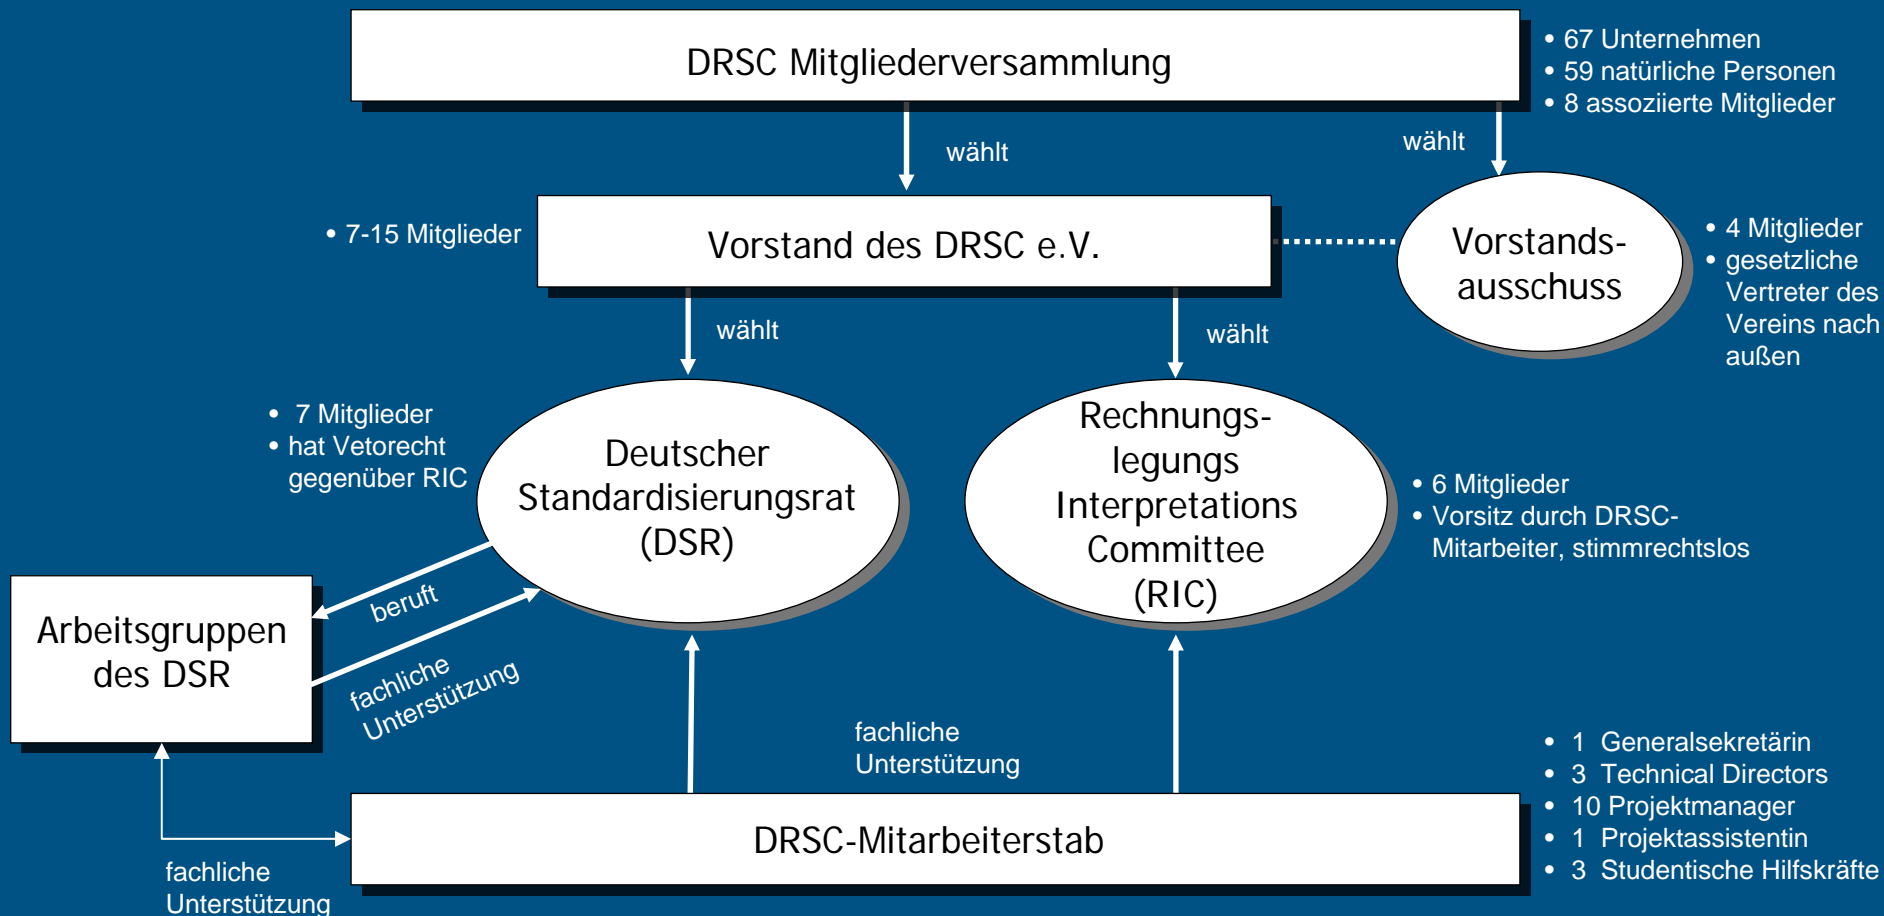 DRSC Mitgliederversammlung
• 67 Unternehmen
• 59 natürliche Personen
• 8 assoziierte Mitglieder
wählt
wählt
• 7-15 Mitglieder
Vorstand des DRSC e.V.
Vorstands-
ausschuss
• 4 Mitglieder
• gesetzliche
Vertreter des
Vereins nach
außen
wählt
wählt
• 7 Mitglieder
• hat Vetorecht
gegenüber RIC
Deutscher
Standardisierungsrat
(DSR)
Rechnungs-
legungs
Interpretations
Committee
(RIC)
• 6 Mitglieder
• Vorsitz durch DRSC-
Mitarbeiter, stimmrechtslos
Arbeitsgruppen
des DSR
beruft
fachliche
Unterstützung
fachliche
Unterstützung
DRSC-Mitarbeiterstab
• 1 Generalsekretärin
• 3 Technical Directors
• 10 Projektmanager
• 1 Projektassistentin
• 3 Studentische Hilfskräfte
fachliche
Unterstützung